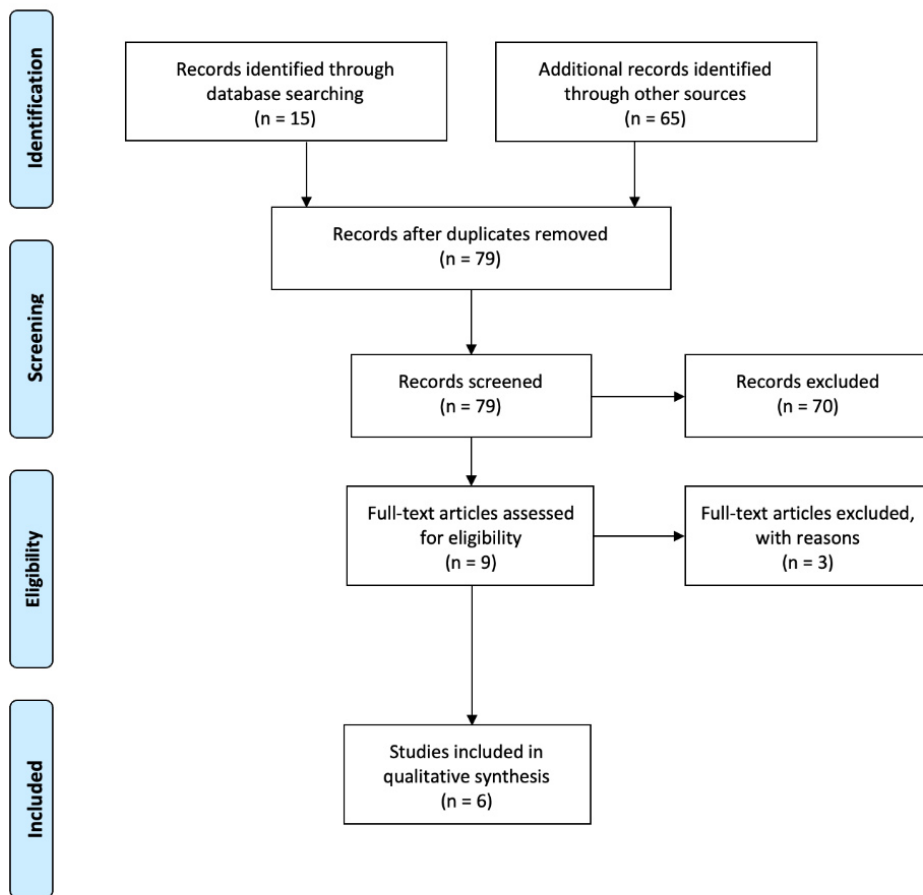 Identification
Records identified through
database searching
(n = 15)
Additional records identified
through other sources
(n = 65)
Records after duplicates removed
(n = 79)
Screening
Records screened
(n = 79)
Records excluded
(n = 70)
Eligibility
Full-text articles assessed
for eligibility
(n = 9)
Full-text articles excluded,
with reasons
(n = 3)
Included
Studies included in
qualitative synthesis
(n = 6)